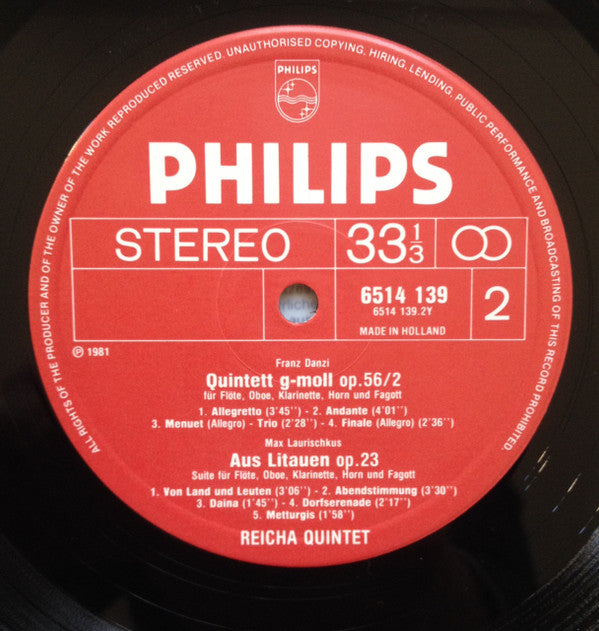 ALL RIGHTS OF THE PRODUCER AND OF THE OWNER OF THE WORK REPRODUCED RESERVED. UNAUTHORISED COPYING, HIRING, LENDING, PUBLIC PERFORMANCE AND BROADCASTING OF THIS RECORD PROHIBITED.
PHILIPS
PHILIPS
STEREO 33 1/3
6514 139 2
6514 139.2Y
MADE IN HOLLAND
℗ 1981
Franz Danzi
Quintett g-moll op.56/2
für Flöte, Oboe, Klarinette, Horn und Fagott
1. Allegretto (3'45'') - 2. Andante (4'01'')
3. Menuet (Allegro) - Trio (2'28'') - 4. Finale (Allegro) (2'36'')
Max Laurischkus
Aus Litauen op.23
Suite für Flöte, Oboe, Klarinette, Horn und Fagott
1. Von Land und Leuten (3'06'') - 2. Abendstimmung (3'30'')
3. Daina (1'45'') - 4. Dorfserenade (2'17'')
5. Metturgis (1'58'')
REICHA QUINTET